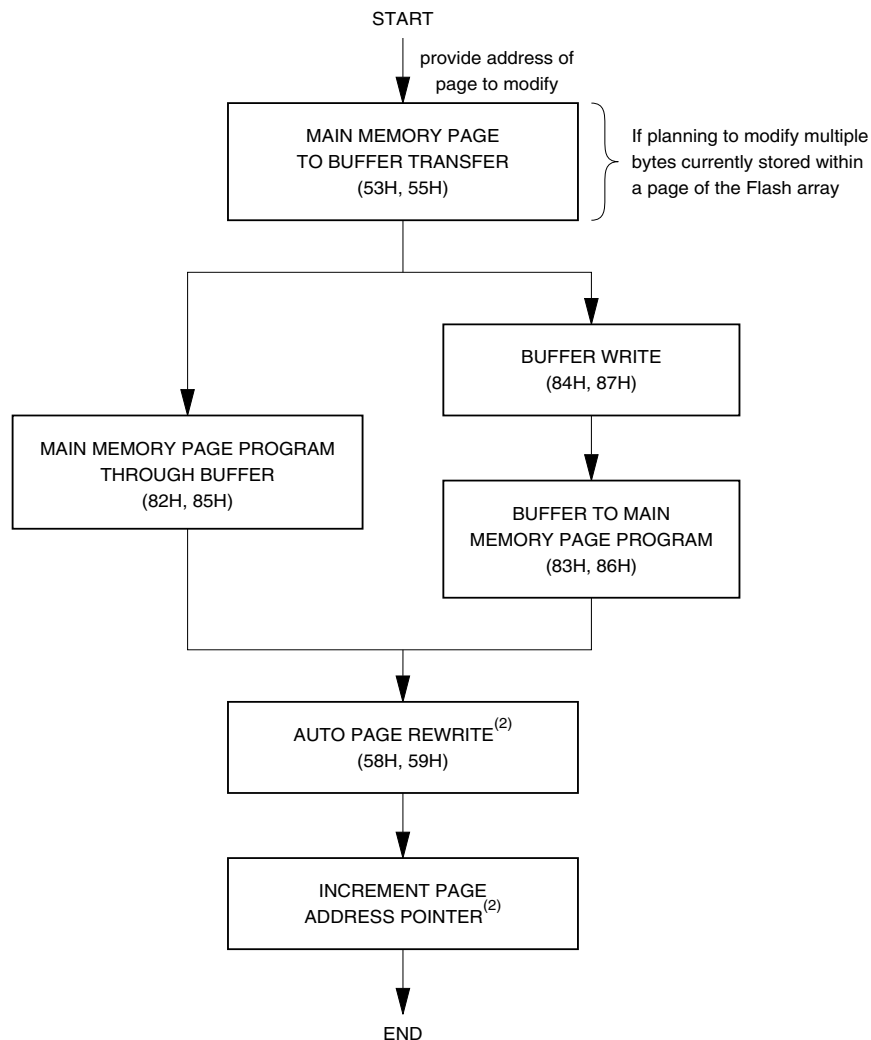 START
provide address of
page to modify
MAIN MEMORY PAGE
TO BUFFER TRANSFER
(53H, 55H)
If planning to modify multiple
bytes currently stored within
a page of the Flash array
BUFFER WRITE
(84H, 87H)
MAIN MEMORY PAGE PROGRAM
THROUGH BUFFER
(82H, 85H)
BUFFER TO MAIN
MEMORY PAGE PROGRAM
(83H, 86H)
AUTO PAGE REWRITE(2)
(58H, 59H)
INCREMENT PAGE
ADDRESS POINTER(2)
END